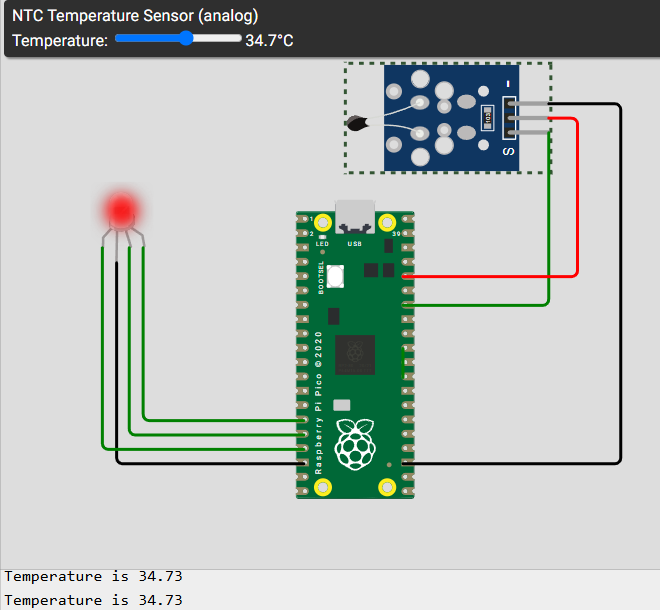 NTC Temperature Sensor (analog)
Temperature: 34.7°C
-
103
S
1
2
39
LED
USB
BOOTSEL
Raspberry Pi Pico ©2020
Temperature is 34.73
Temperature is 34.73